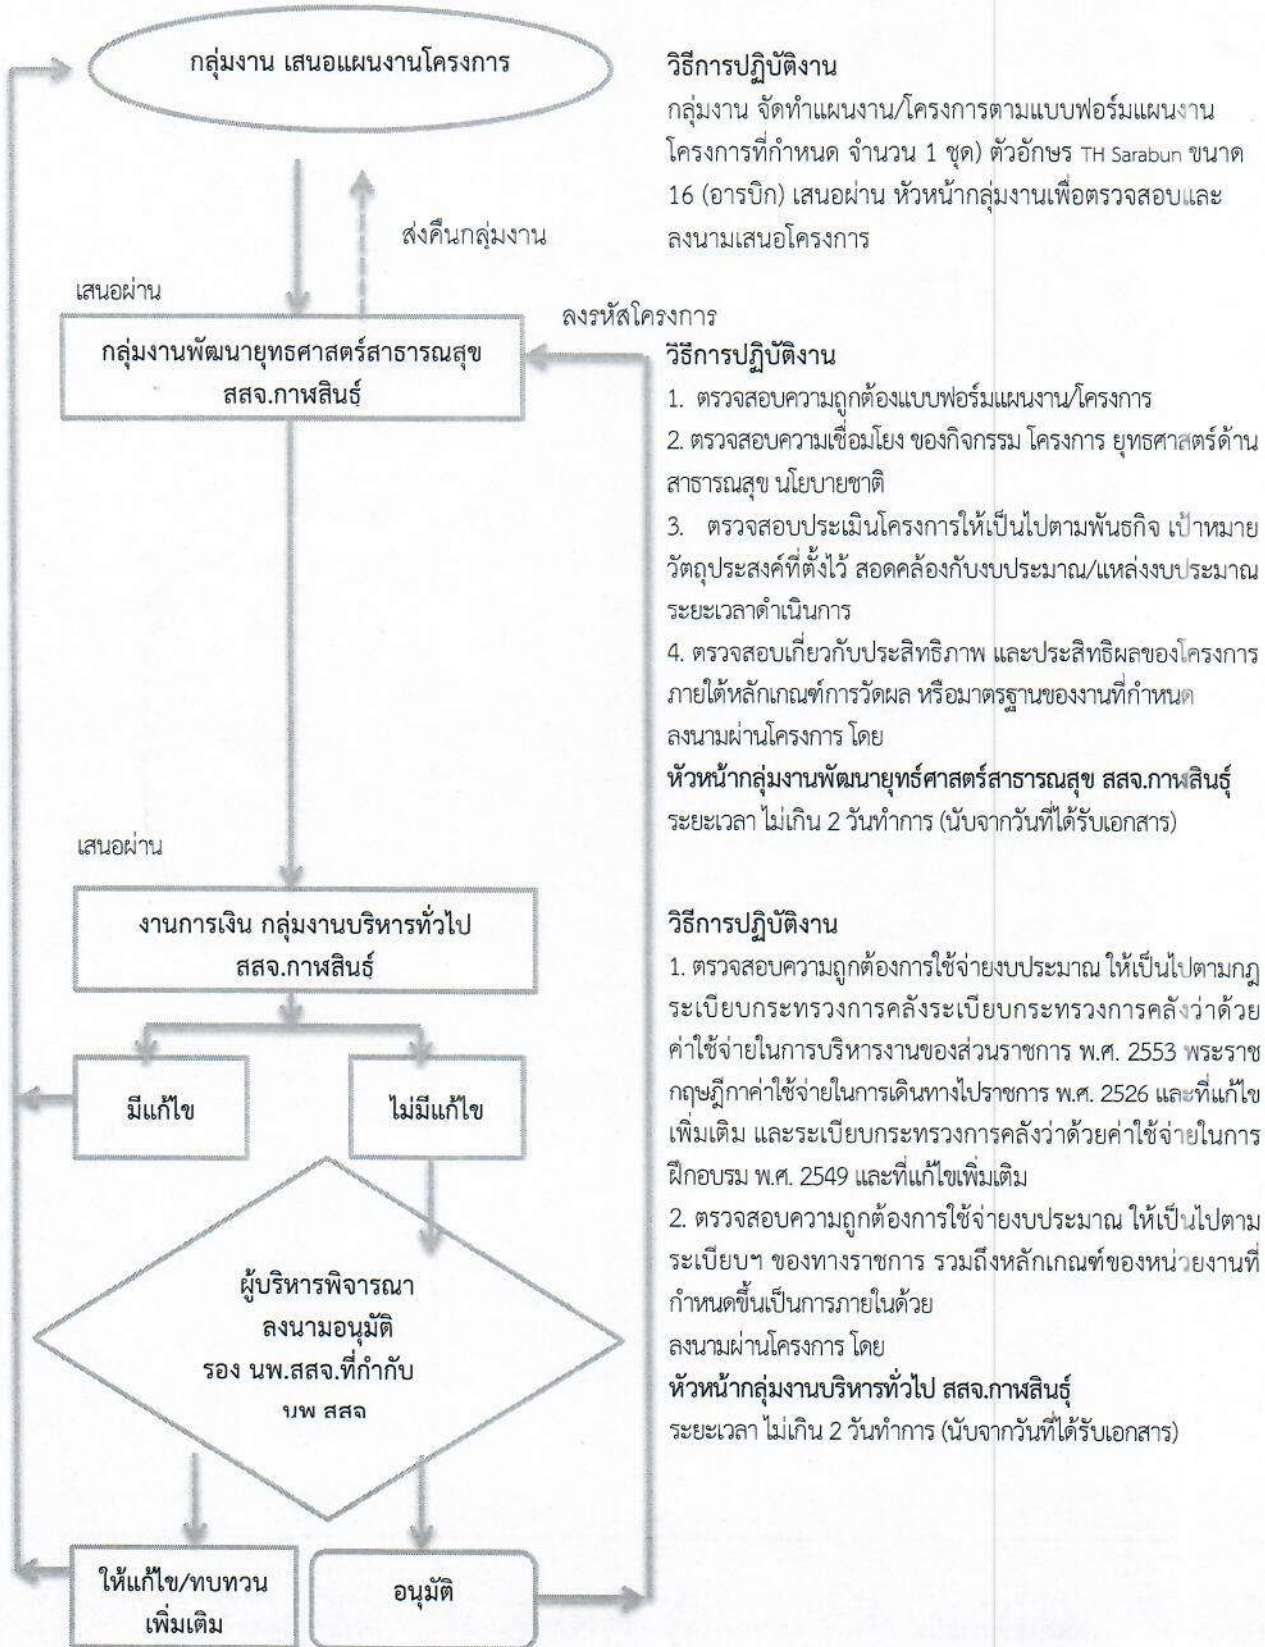 กลุ่มงาน เสนอแผนงานโครงการ
วิธีการปฏิบัติงาน
กลุ่มงาน จัดทำแผนงาน/โครงการตามแบบฟอร์มแผนงาน
โครงการที่กำหนด จำนวน 1 ชุด) ตัวอักษร TH Sarabun ขนาด
16 (อารบิก) เสนอผ่าน หัวหน้ากลุ่มงานเพื่อตรวจสอบและ
ลงนามเสนอโครงการ
ส่งคืนกลุ่มงาน
เสนอผ่าน
กลุ่มงานพัฒนายุทธศาสตร์สาธารณสุข
สสจ.กาฬสินธุ์
ลงรหัสโครงการ
วิธีการปฏิบัติงาน
1. ตรวจสอบความถูกต้องแบบฟอร์มแผนงาน/โครงการ
2. ตรวจสอบความเชื่อมโยง ของกิจกรรม โครงการ ยุทธศาสตร์ด้าน
สาธารณสุข นโยบายชาติ
3. ตรวจสอบประเมินโครงการให้เป็นไปตามพันธกิจ เป้าหมาย
วัตถุประสงค์ที่ตั้งไว้ สอดคล้องกับงบประมาณ/แหล่งงบประมาณ
ระยะเวลาดำเนินการ
4. ตรวจสอบเกี่ยวกับประสิทธิภาพ และประสิทธิผลของโครงการ
ภายใต้หลักเกณฑ์การวัดผล หรือมาตรฐานของงานที่กำหนด
ลงนามผ่านโครงการ โดย
หัวหน้ากลุ่มงานพัฒนายุทธ์ศาสตร์สาธารณสุข สสจ.กาฬสินธุ์
ระยะเวลา ไม่เกิน 2 วันทำการ (นับจากวันที่ได้รับเอกสาร)
เสนอผ่าน
งานการเงิน กลุ่มงานบริหารทั่วไป
สสจ.กาฬสินธุ์
วิธีการปฏิบัติงาน
1. ตรวจสอบความถูกต้องการใช้จ่ายงบประมาณ ให้เป็นไปตามกฎ
ระเบียบกระทรวงการคลังระเบียบกระทรวงการคลังว่าด้วย
ค่าใช้จ่ายในการบริหารงานของส่วนราชการ พ.ศ. 2553 พระราช
กฤษฎีกาค่าใช้จ่ายในการเดินทางไปราชการ พ.ศ. 2526 และที่แก้ไข
เพิ่มเติม และระเบียบกระทรวงการคลังว่าด้วยค่าใช้จ่ายในการ
ฝึกอบรม พ.ศ. 2549 และที่แก้ไขเพิ่มเติม
2. ตรวจสอบความถูกต้องการใช้จ่ายงบประมาณ ให้เป็นไปตาม
ระเบียบฯ ของทางราชการ รวมถึงหลักเกณฑ์ของหน่วยงานที่
กำหนดขึ้นเป็นการภายในด้วย
ลงนามผ่านโครงการ โดย
หัวหน้ากลุ่มงานบริหารทั่วไป สสจ.กาฬสินธุ์
ระยะเวลา ไม่เกิน 2 วันทำการ (นับจากวันที่ได้รับเอกสาร)
มีแก้ไข
ไม่มีแก้ไข
ผู้บริหารพิจารณา
ลงนามอนุมัติ
รอง นพ.สสจ.ที่กำกับ
นพ สสจ
ให้แก้ไข/ทบทวน
เพิ่มเติม
อนุมัติ